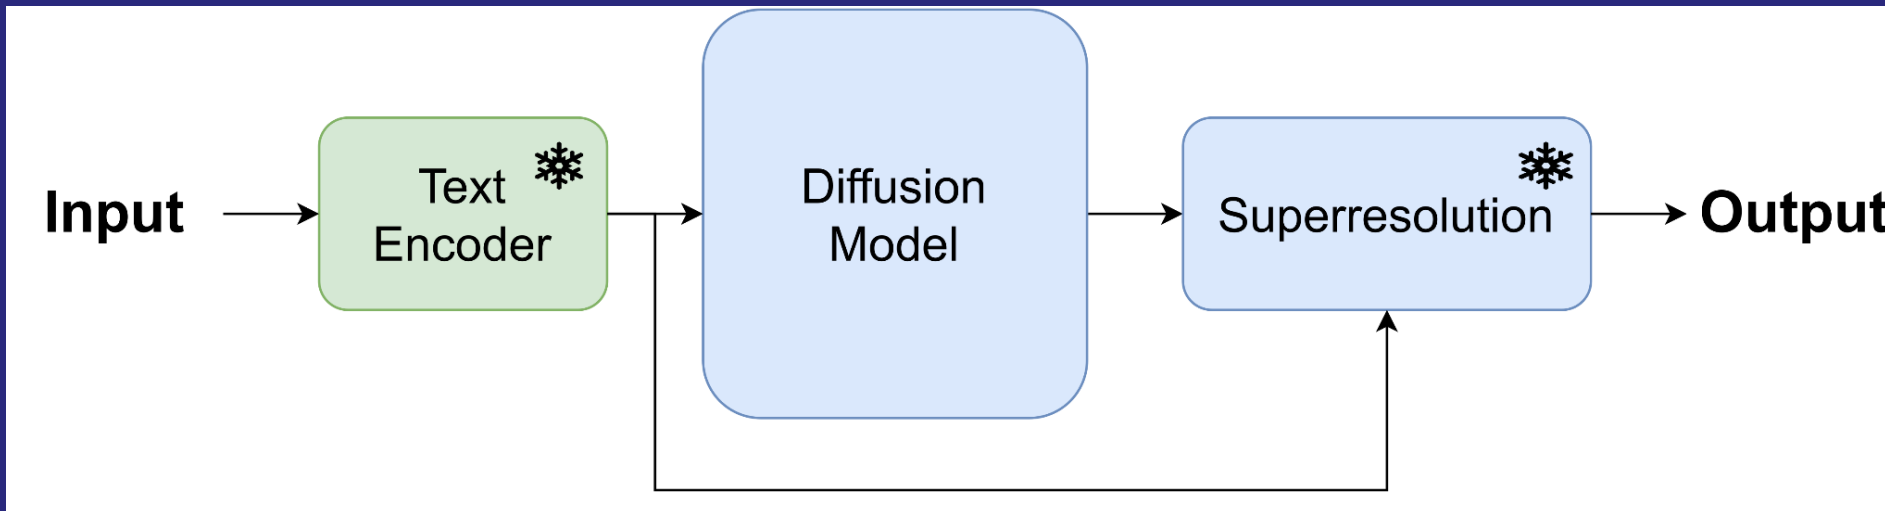 Input
Text
Encoder
Diffusion
Model
Superresolution
Output